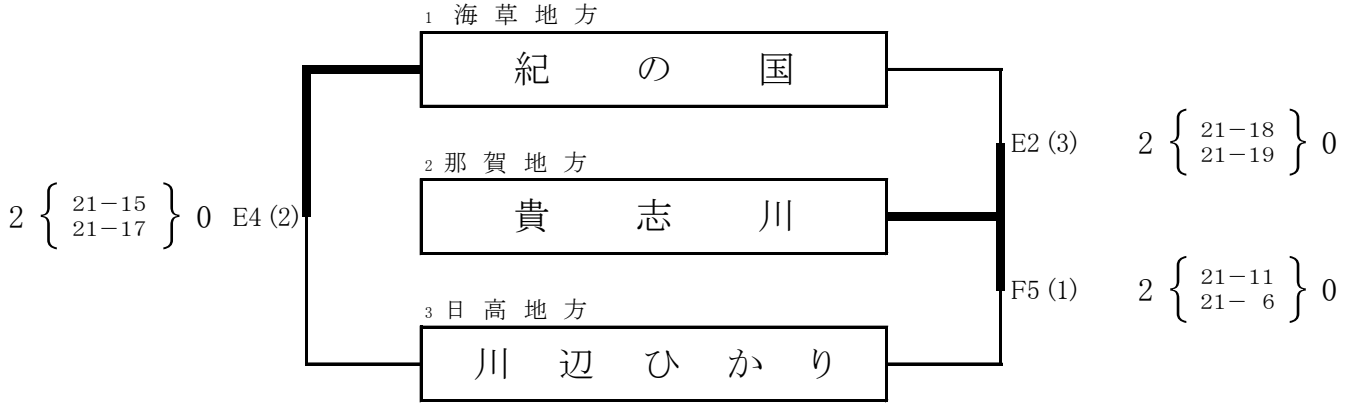 1 海草地方
紀の国
E2 (3) 2 { 21-18 21-19 } 0
2 那賀地方
貴志川
2 { 21-15 21-17 } 0 E4 (2)
F5 (1) 2 { 21-11 21- 6 } 0
3 日高地方
川辺ひかり